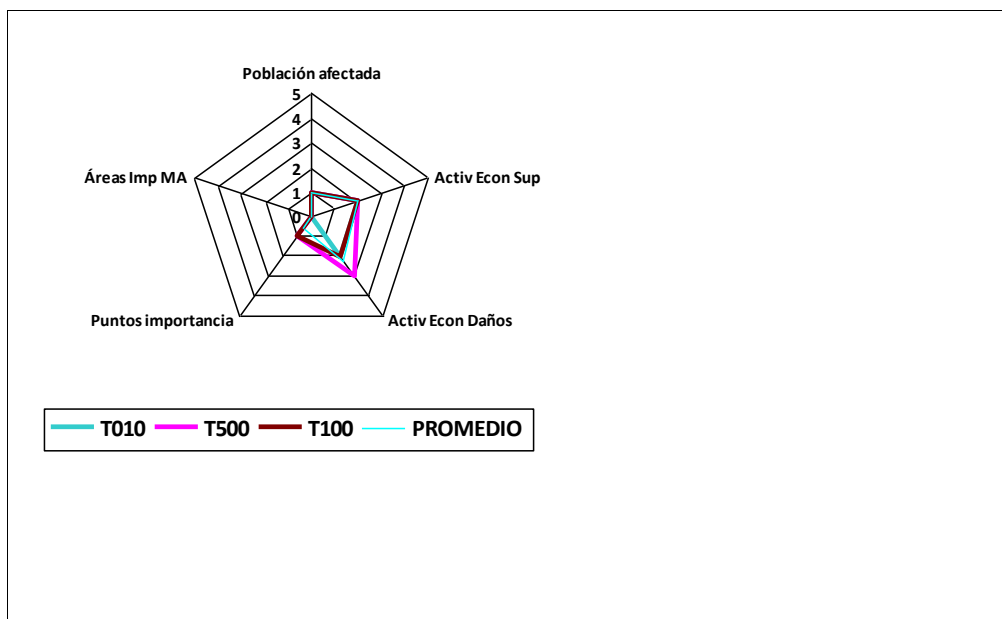 Población afectada
5
4
3
2
1
0
Áreas Imp MA
Activ Econ Sup
Puntos importancia
Activ Econ Daños
T010 T500 T100 PROMEDIO